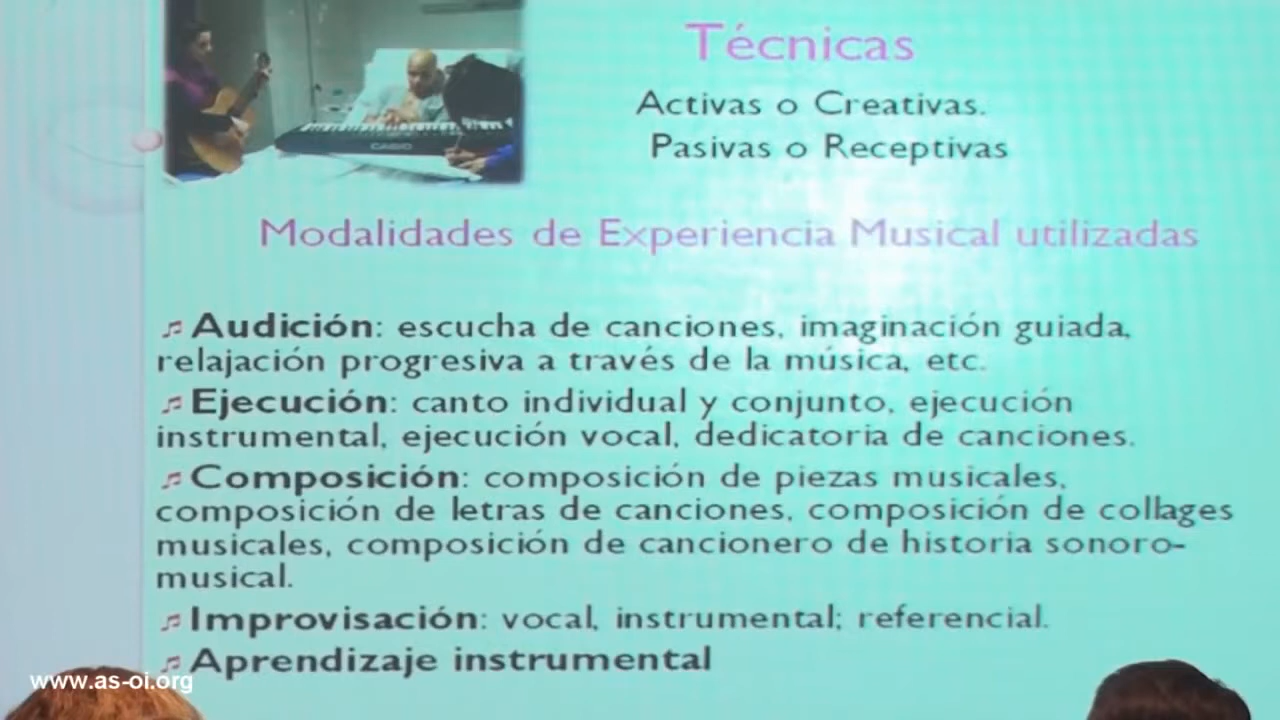 Técnicas
Activas o Creativas.
Pasivas o Receptivas
CASIO
Modalidades de Experiencia Musical utilizadas
Audición: escucha de canciones, imaginación guiada,
relajación progresiva a través de la música, etc.
Ejecución: canto individual y conjunto, ejecución
instrumental, ejecución vocal, dedicatoria de canciones.
Composición: composición de piezas musicales,
composición de letras de canciones, composición de collages
musicales, composición de cancionero de historia sonoro-
musical.
Improvisación: vocal, instrumental; referencial.
Aprendizaje instrumental
www.as-oi.org